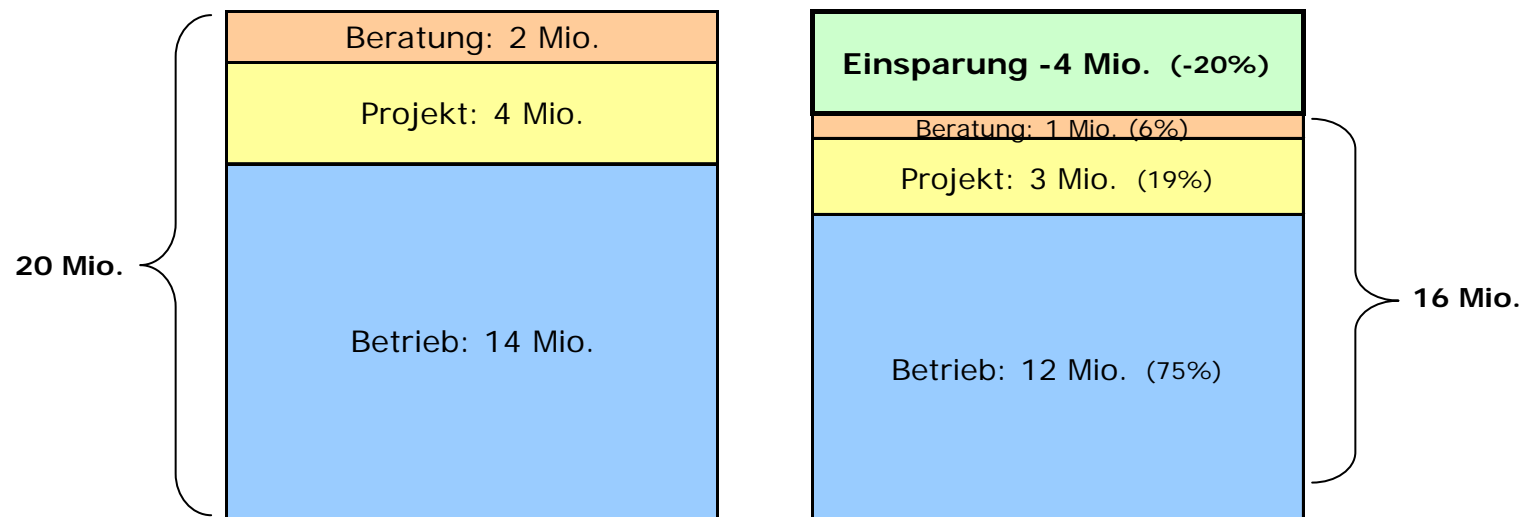 Beratung: 2 Mio.
Projekt: 4 Mio.
Betrieb: 14 Mio.
20 Mio.
Einsparung -4 Mio. (-20%)
Beratung: 1 Mio. (6%)
Projekt: 3 Mio. (19%)
Betrieb: 12 Mio. (75%)
16 Mio.